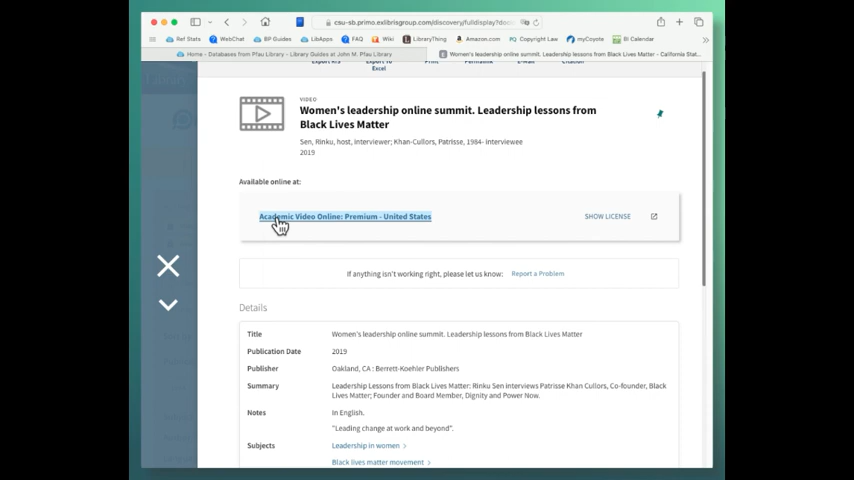 csu-sb.primo.exlibrisgroup.com/discovery/fulldisplay?doc
Ref Stats WebChat BP Guides LibApps FAQ Wiki LibraryThing Amazon.com Copyright Law myCoyote BI Calendar
Home - Databases from Pfau Library - Library Guides at John M. Pfau Library
Women's leadership online summit. Leadership lessons from Black Lives Matter - California Stat...
Export RIS Export To Excel Print Permalink E-Mail Citation
VIDEO
Women's leadership online summit. Leadership lessons from
Black Lives Matter
Sen, Rinku, host, interviewer; Khan-Cullors, Patrisse, 1984- interviewee
2019
Available online at:
Academic Video Online: Premium - United States SHOW LICENSE
If anything isn't working right, please let us know: Report a Problem
Details
Title Women's leadership online summit. Leadership lessons from Black Lives Matter
Publication Date 2019
Publisher Oakland, CA : Berrett-Koehler Publishers
Summary Leadership Lessons from Black Lives Matter: Rinku Sen interviews Patrisse Khan Cullors, Co-founder, Black
Lives Matter; Founder and Board Member, Dignity and Power Now.
Notes In English.
"Leading change at work and beyond".
Subjects Leadership in women >
Black lives matter movement >